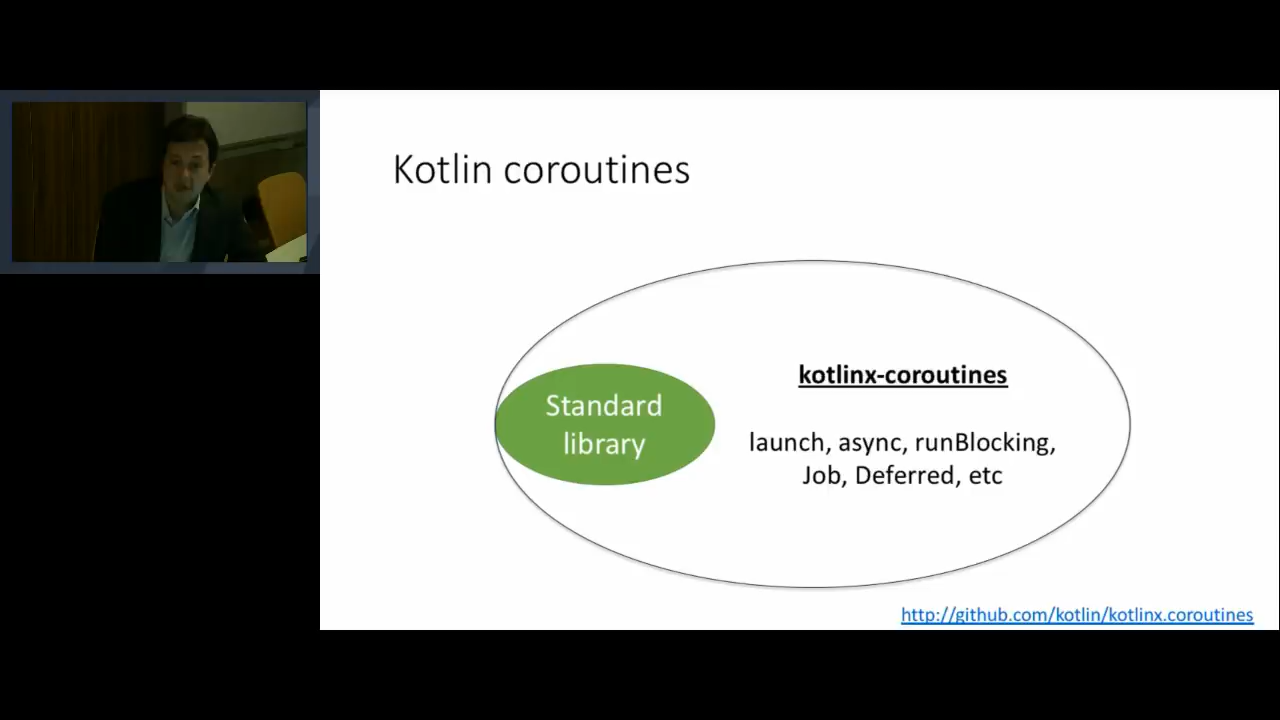 Kotlin coroutines
Standard
library
kotlinx-coroutines
launch, async, runBlocking,
Job, Deferred, etc
http://github.com/kotlin/kotlinx.coroutines